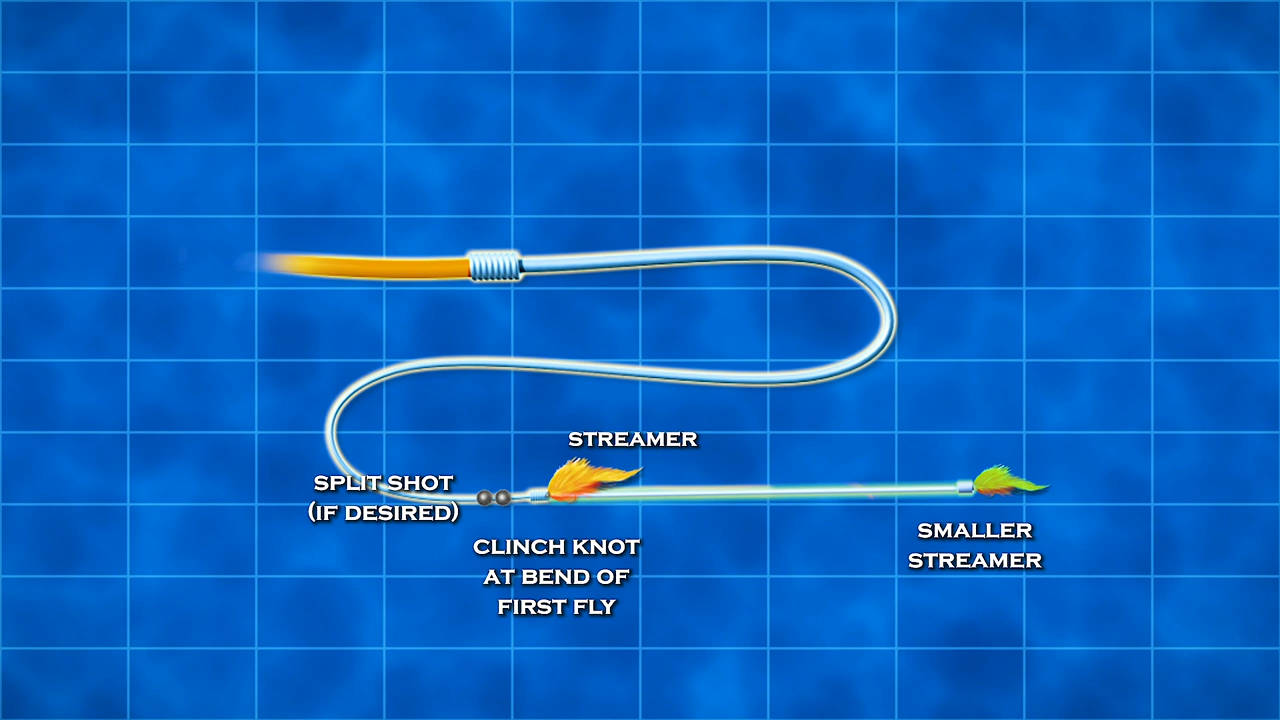 STREAMER
SPLIT SHOT
(IF DESIRED)
CLINCH KNOT
AT BEND OF
FIRST FLY
SMALLER
STREAMER